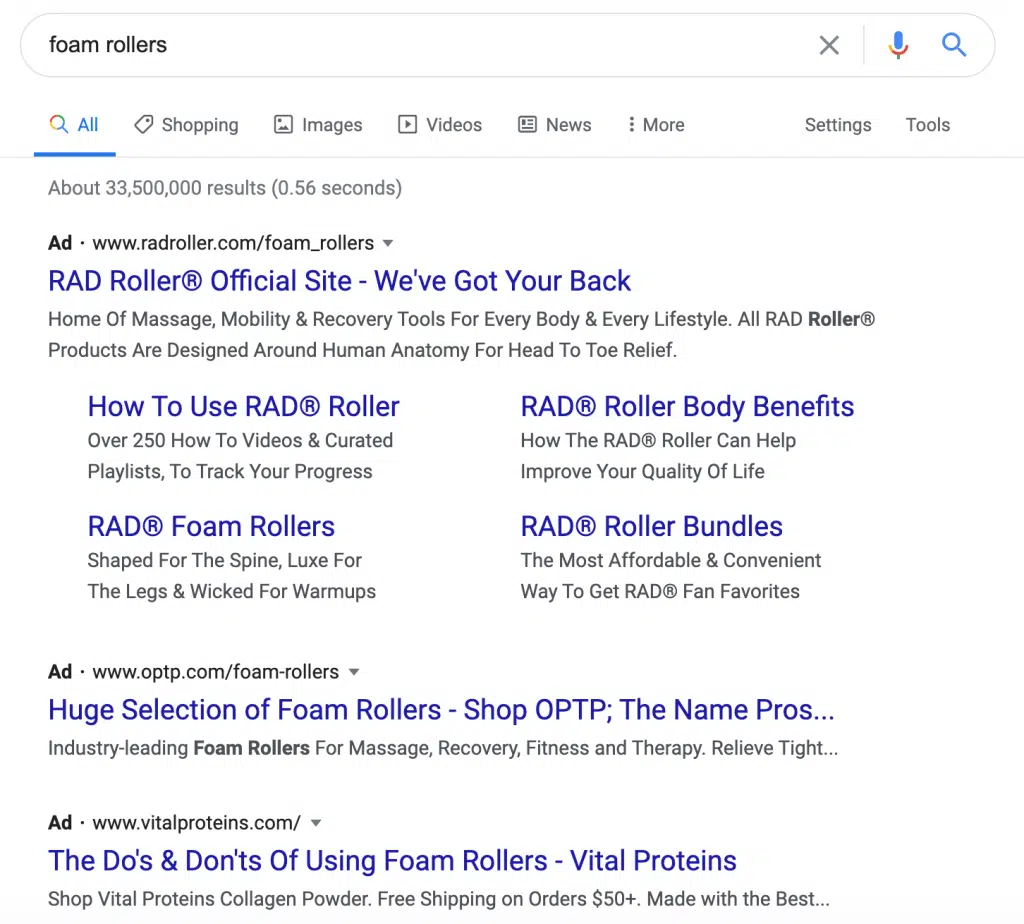 foam rollers
All Shopping Images Videos News More Settings Tools
About 33,500,000 results (0.56 seconds)
Ad · www.radroller.com/foam_rollers
RAD Roller® Official Site - We've Got Your Back
Home Of Massage, Mobility & Recovery Tools For Every Body & Every Lifestyle. All RAD Roller®
Products Are Designed Around Human Anatomy For Head To Toe Relief.
How To Use RAD® Roller
Over 250 How To Videos & Curated
Playlists, To Track Your Progress
RAD® Roller Body Benefits
How The RAD® Roller Can Help
Improve Your Quality Of Life
RAD® Foam Rollers
Shaped For The Spine, Luxe For
The Legs & Wicked For Warmups
RAD® Roller Bundles
The Most Affordable & Convenient
Way To Get RAD® Fan Favorites
Ad · www.optp.com/foam-rollers
Huge Selection of Foam Rollers - Shop OPTP; The Name Pros...
Industry-leading Foam Rollers For Massage, Recovery, Fitness and Therapy. Relieve Tight...
Ad · www.vitalproteins.com/
The Do's & Don'ts Of Using Foam Rollers - Vital Proteins
Shop Vital Proteins Collagen Powder. Free Shipping on Orders $50+. Made with the Best...